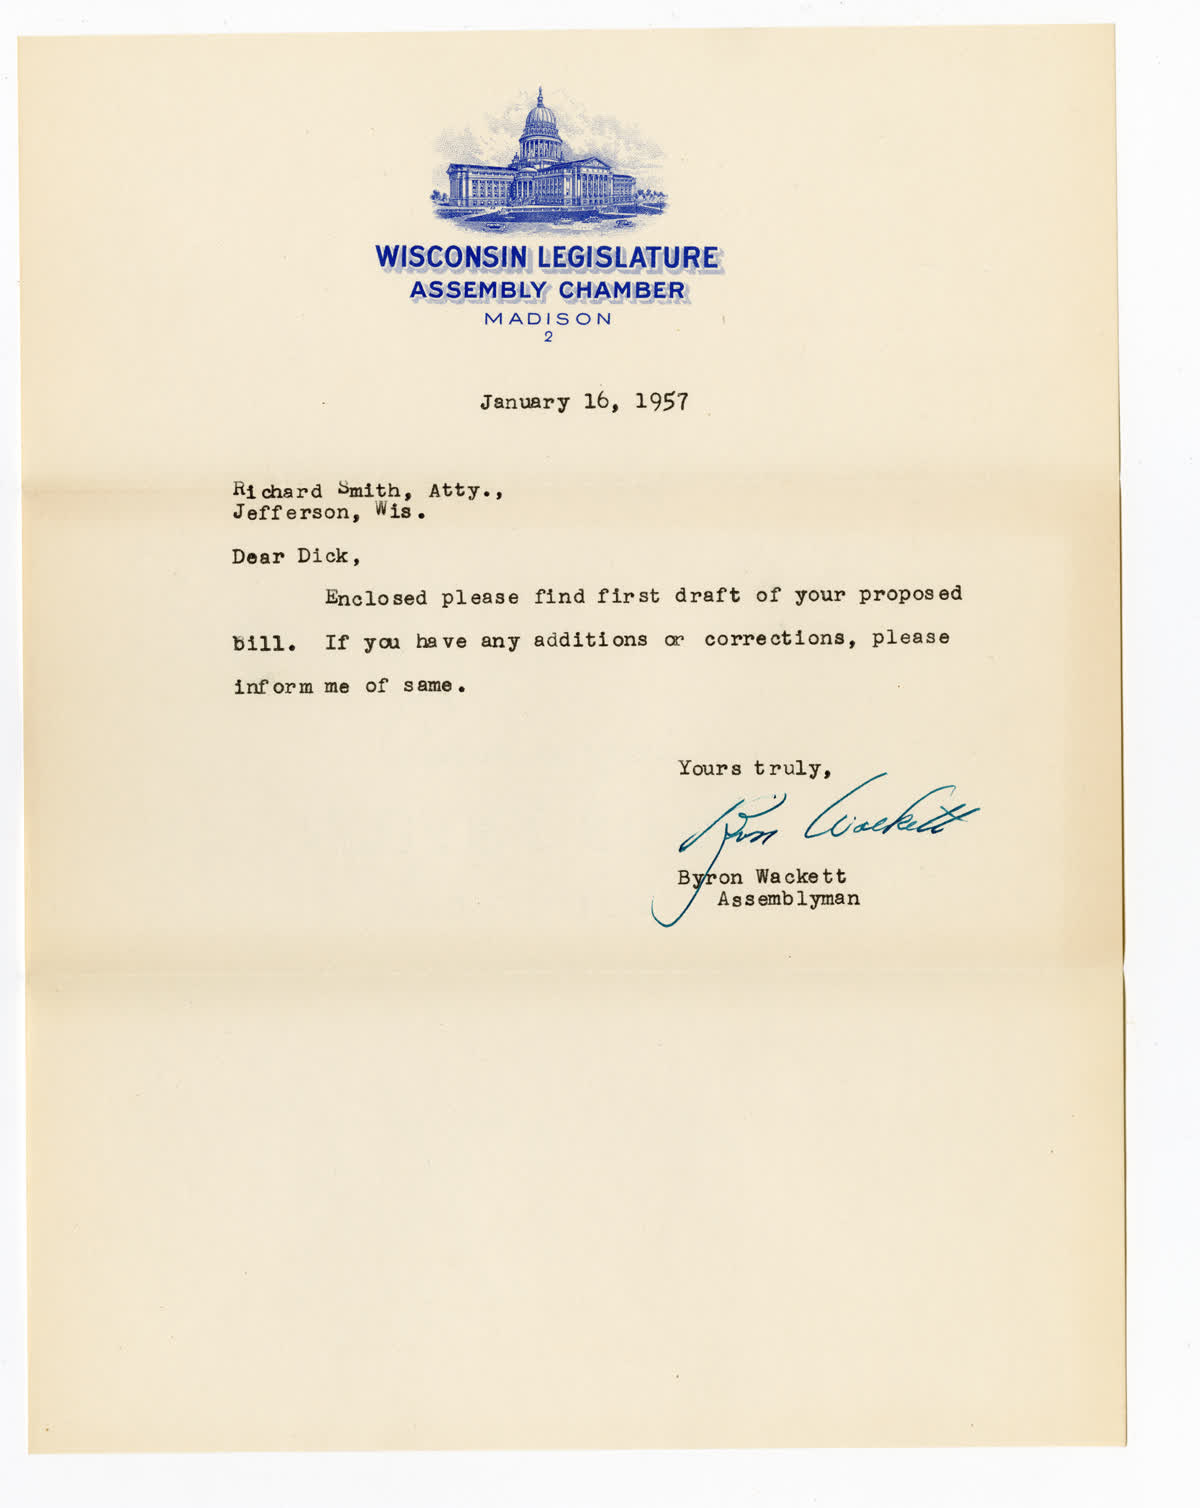 WISCONSIN LEGISLATURE
ASSEMBLY CHAMBER
MADISON
2
January 16, 1957
Richard Smith, Atty.,
Jefferson, Wis.
Dear Dick,
Enclosed please find first draft of your proposed
bill. If you have any additions or corrections, please
inform me of same.
Yours truly,
Byron Wackett
Byron Wackett
Assemblyman